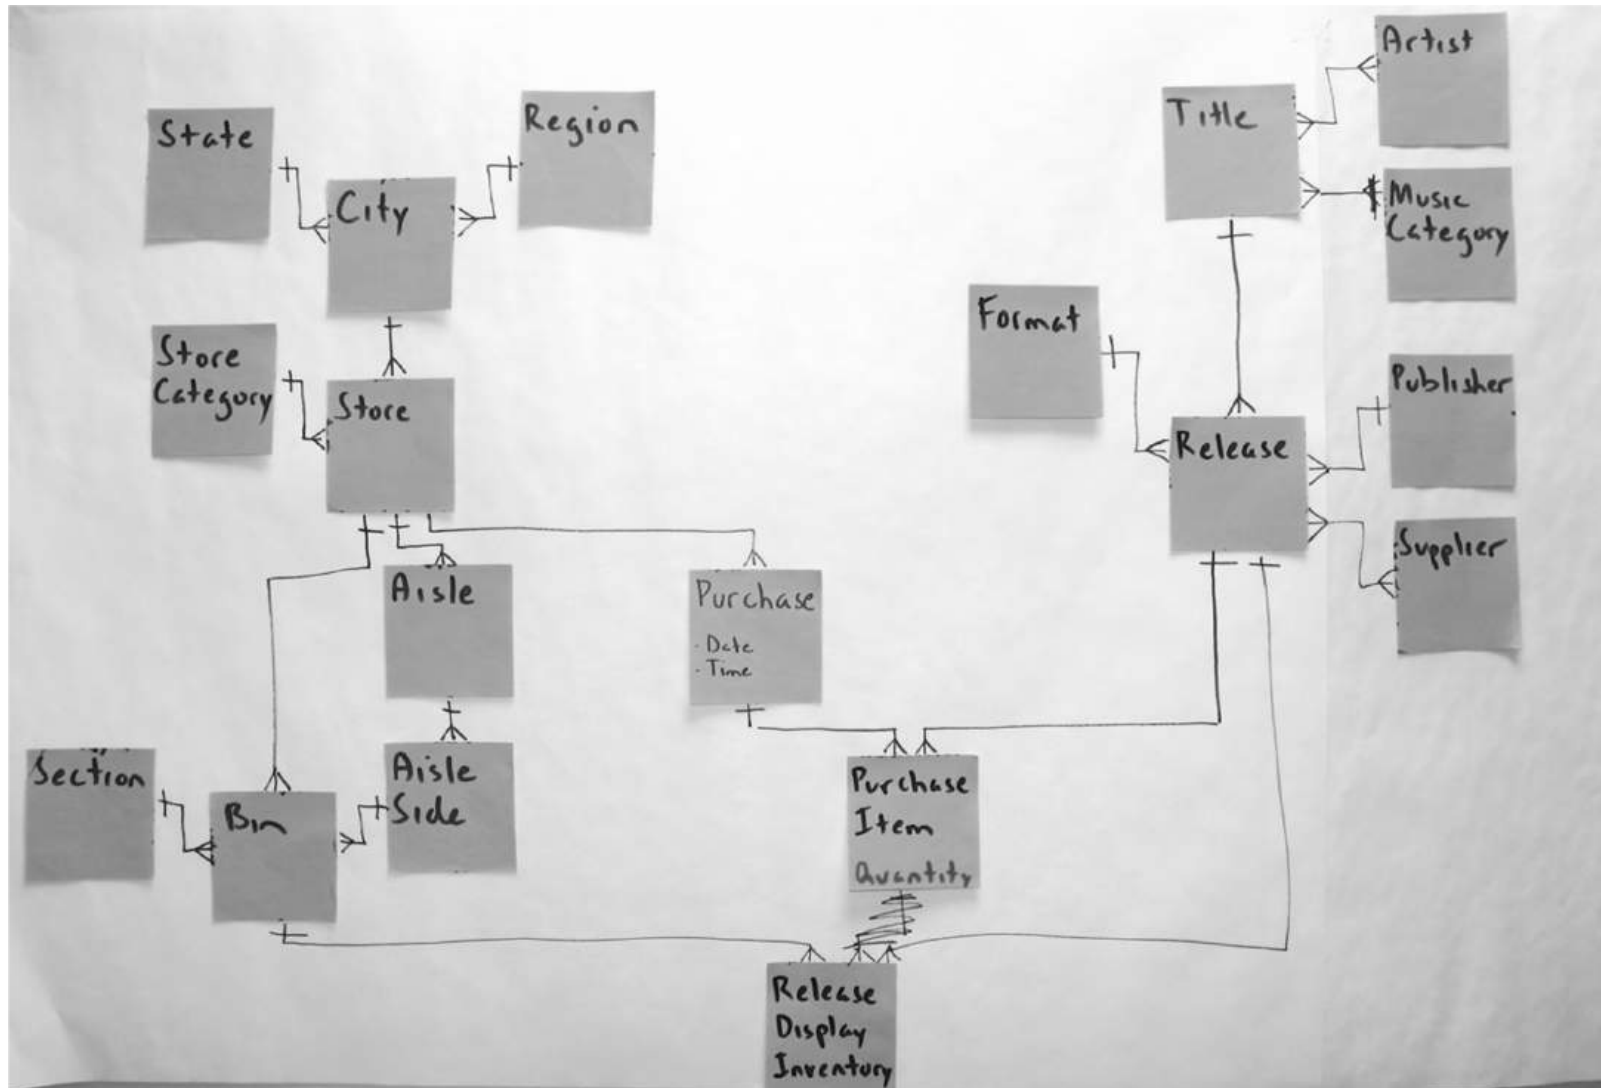 Artist
Title
Region
State
City
Music
Category
Format
Store
Category
Store
Publisher
Release
Supplier
Aisle
Purchase
- Date
- Time
Section
Aisle
Side
Bin
Purchase
Item
Quantity
Release
Display
Inventory